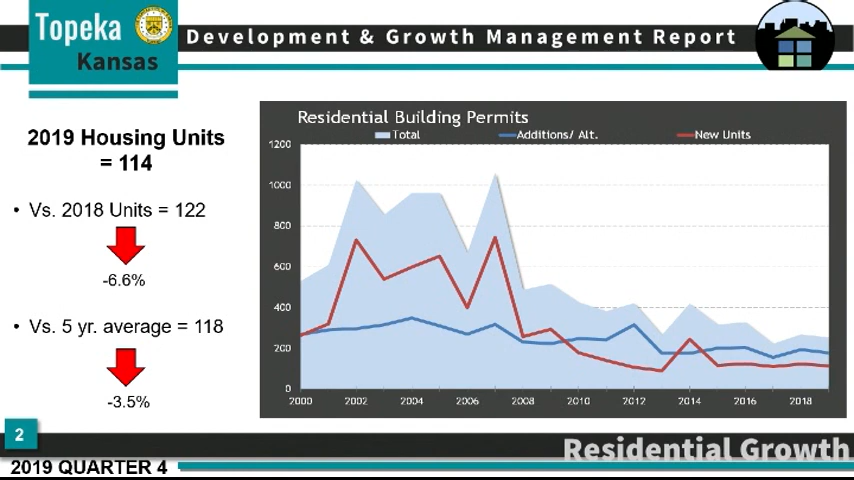 Topeka
Kansas
Development & Growth Management Report
2019 Housing Units
= 114
• Vs. 2018 Units = 122
-6.6%
• Vs. 5 yr. average = 118
-3.5%
Residential Building Permits
Total
Additions/ Alt.
New Units
1200
1000
800
600
400
200
0
2000 2002 2004 2006 2008 2010 2012 2014 2016 2018
2
Residential Growth
2019 QUARTER 4